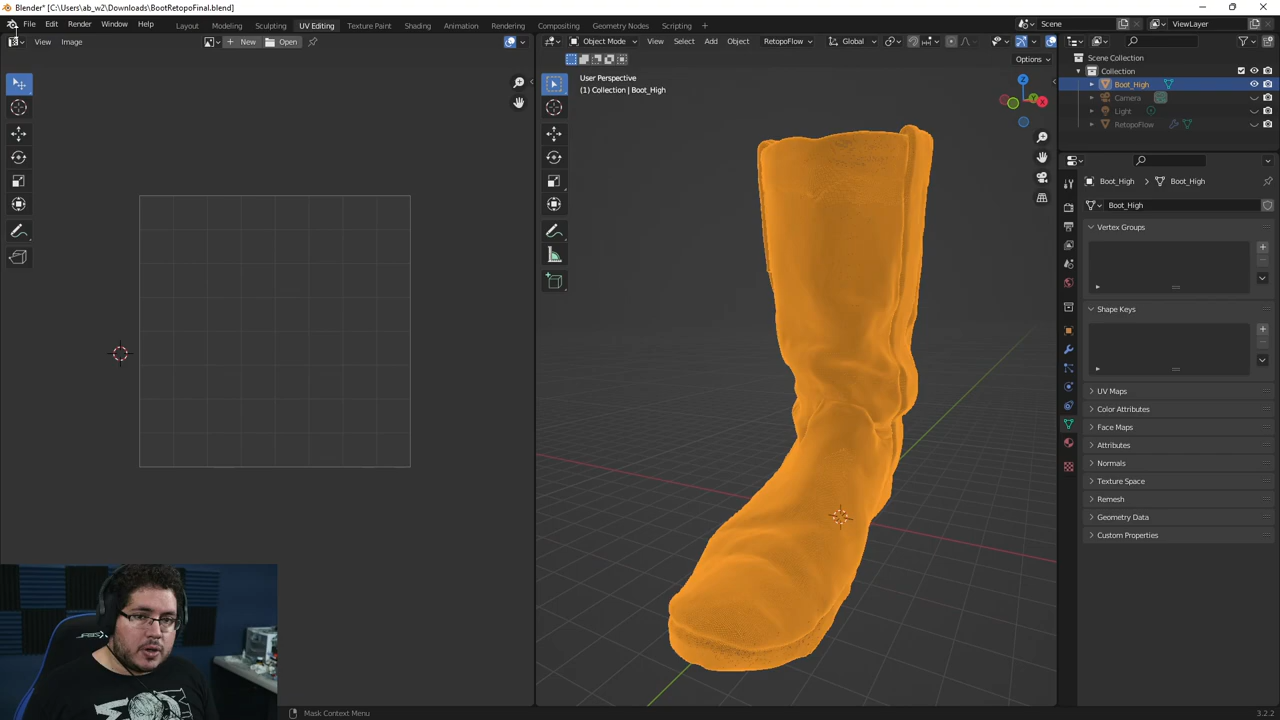 Blender* [C:\Users\ab_w2\Downloads\BootRetopoFinal.blend]
File Edit Render Window Help
Layout Modeling Sculpting UV Editing Texture Paint Shading Animation Rendering Compositing Geometry Nodes Scripting +
Scene
ViewLayer
View Image
New
Open
Object Mode
View Select Add Object
RetopoFlow
Global
Options
User Perspective
(1) Collection | Boot_High
Z
Y
X
Scene Collection
Collection
Boot_High
Camera
Light
RetopoFlow
Boot_High
Boot_High
Boot_High
Vertex Groups
Shape Keys
UV Maps
Color Attributes
Face Maps
Attributes
Normals
Texture Space
Remesh
Geometry Data
Custom Properties
Mask Context Menu
3.2.2